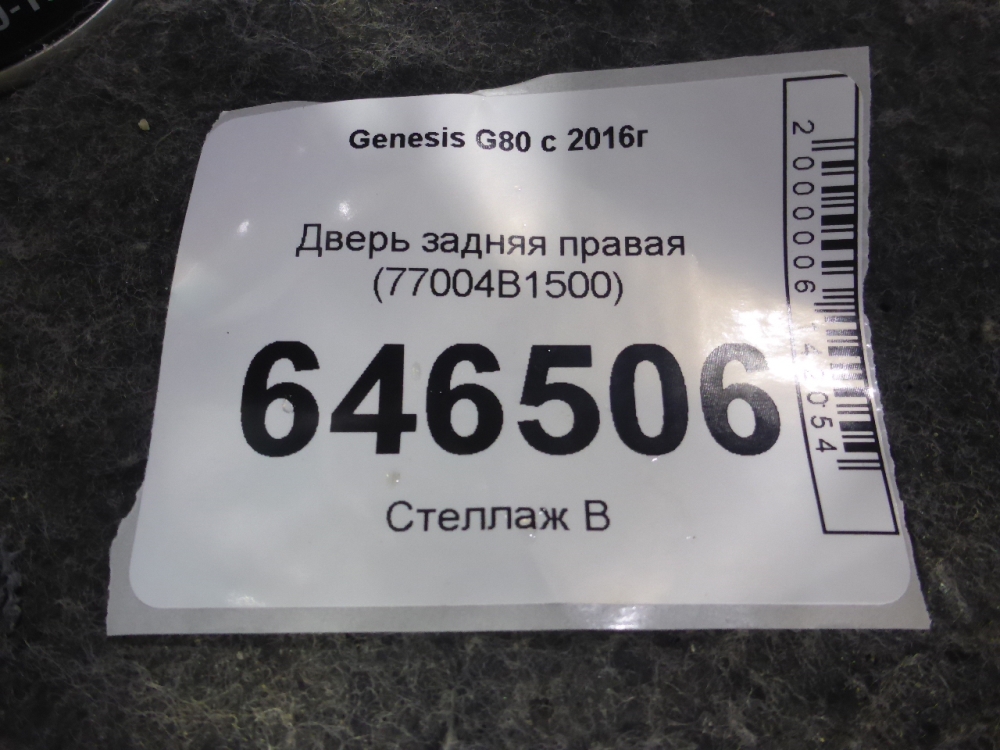 Genesis G80 с 2016г
Дверь задняя правая
(77004B1500)
646506
Стеллаж В